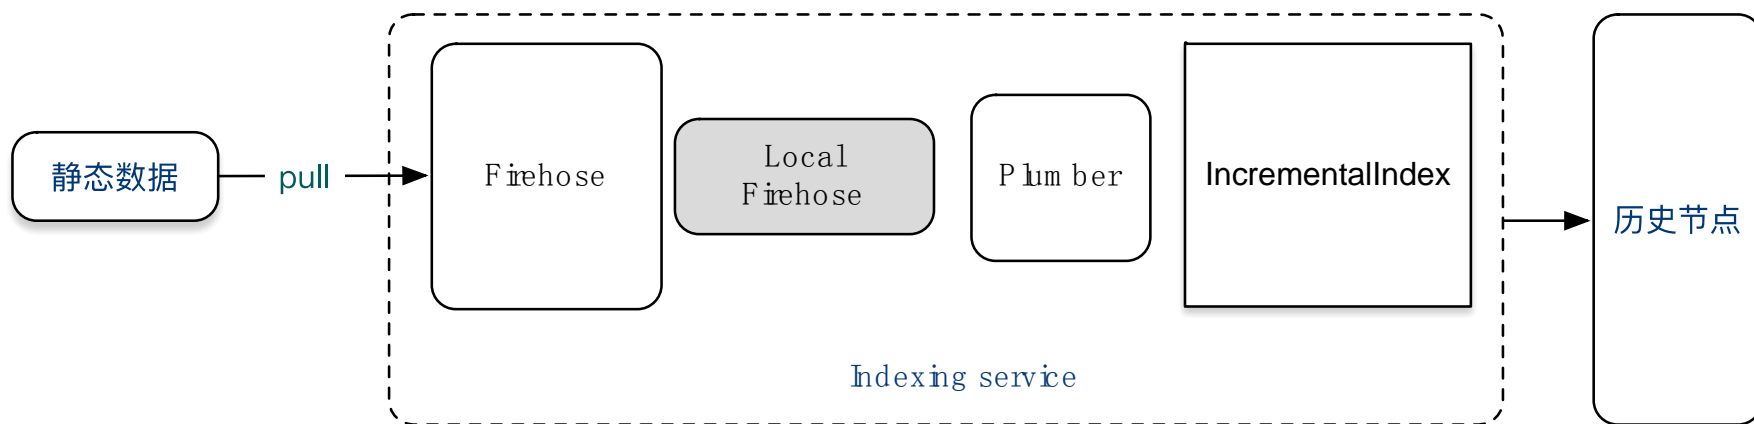 静态数据
pull
Firehose
Local
Firehose
Plumber
IncrementalIndex
历史节点
Indexing service